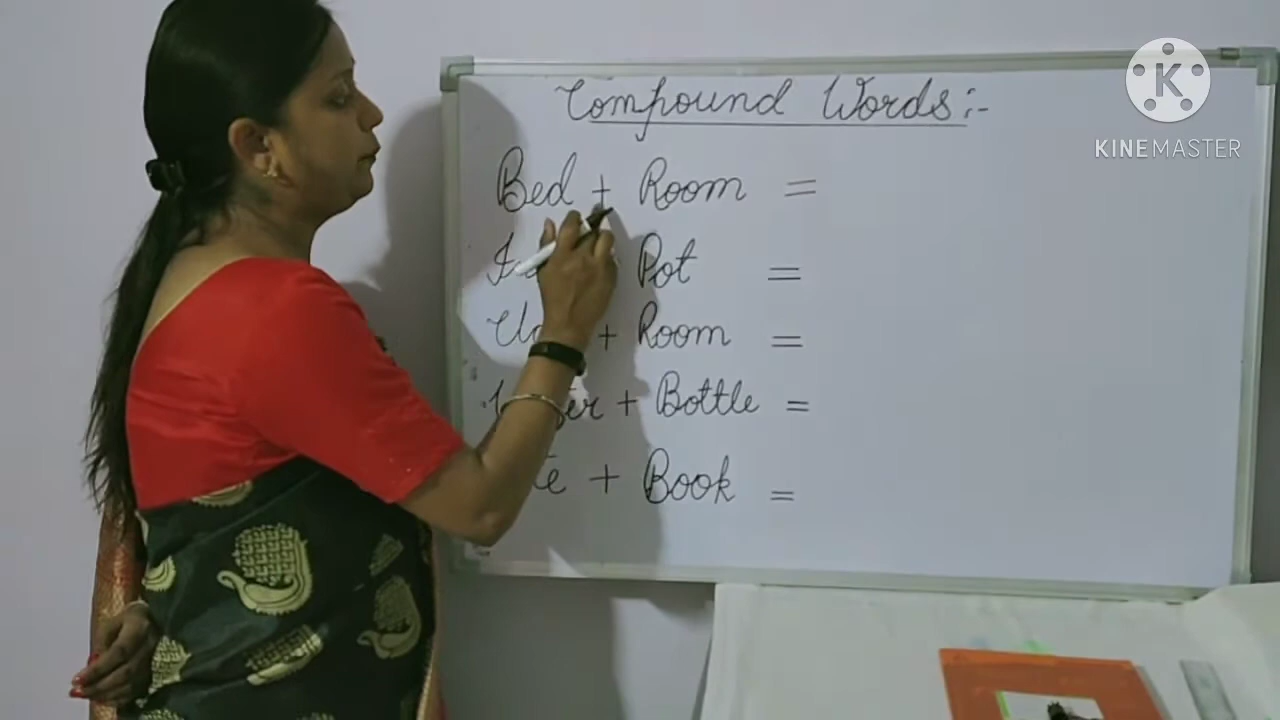 Compound Words :-
KINEMASTER
Bed + Room =
Pot =
+ Room =
+ Bottle =
+ Book =